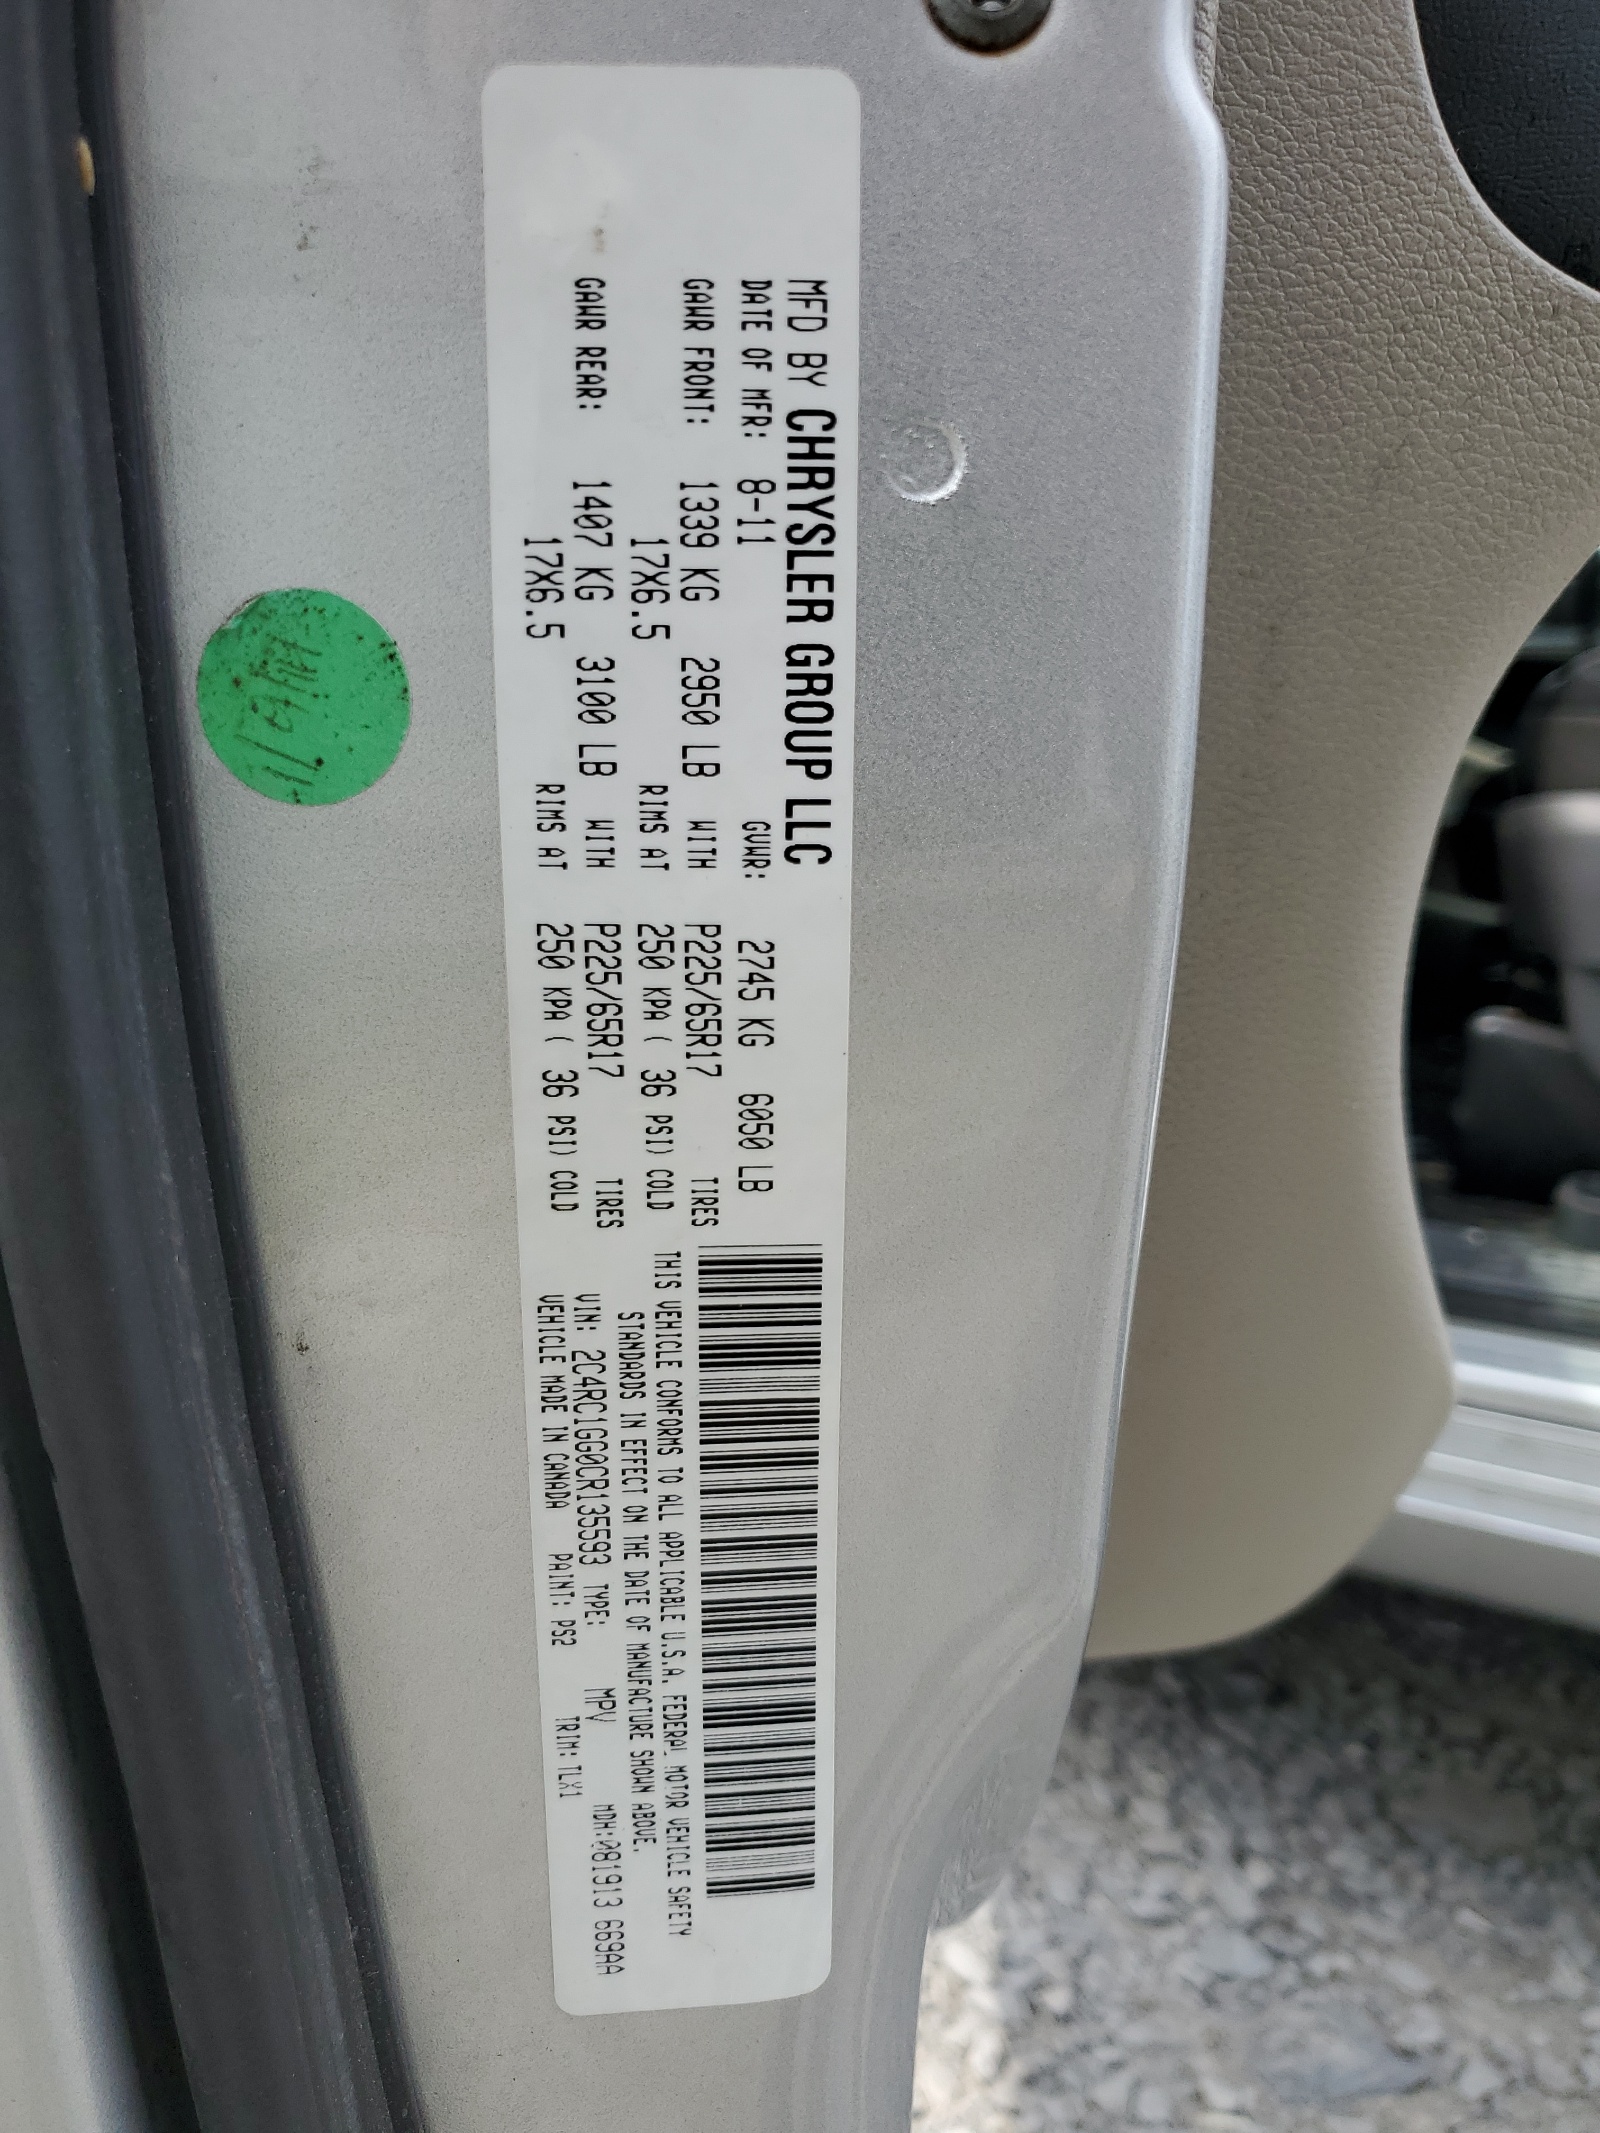 MFD BY CHRYSLER GROUP LLC
DATE OF MFR: 8-11 GVWR: 2745 KG 6050 LB
GAWR FRONT: 1339 KG 2950 LB WITH P225/65R17 TIRES
17X6.5 RIMS AT 250 KPA ( 36 PSI) COLD
GAWR REAR: 1407 KG 3100 LB WITH P225/65R17 TIRES
17X6.5 RIMS AT 250 KPA ( 36 PSI) COLD
THIS VEHICLE CONFORMS TO ALL APPLICABLE U.S.A. FEDERAL MOTOR VEHICLE SAFETY
STANDARDS IN EFFECT ON THE DATE OF MANUFACTURE SHOWN ABOVE.
VIN: 2C4RC1GG0CR135593 TYPE: MPV MDH:081913 669AA
VEHICLE MADE IN CANADA PAINT: PS2 TRIM: TLX1